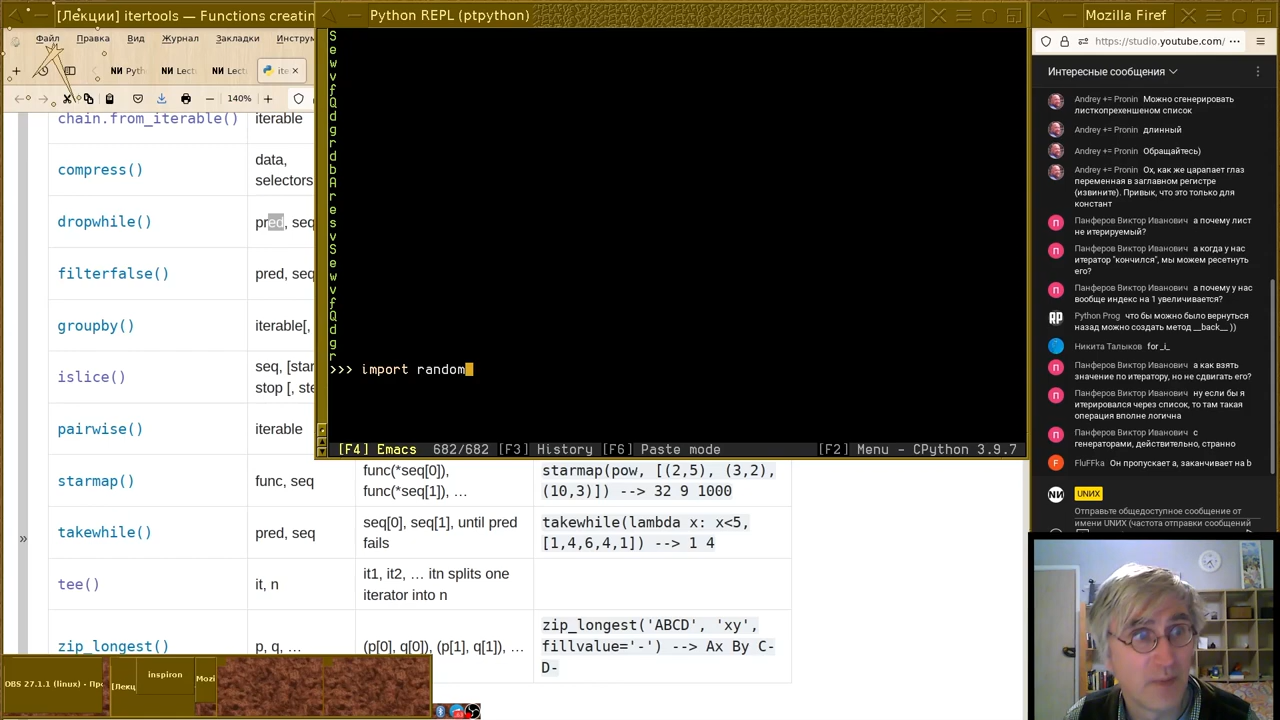 [Лекции] itertools — Functions creatin
Файл Правка Вид Журнал Закладки Инструм
Pyth
Lect
Lect
ite
140%
chain.from_iterable() iterable
compress() data,
selectors
dropwhile() pred, seq
filterfalse() pred, seq
groupby() iterable[,
islice() seq, [star
stop [, ste
pairwise() iterable
starmap() func, seq func(*seq[0]), starmap(pow, [(2,5), (3,2),
func(*seq[1]), … (10,3)]) --> 32 9 1000
takewhile() pred, seq seq[0], seq[1], until pred takewhile(lambda x: x<5,
fails [1,4,6,4,1]) --> 1 4
tee() it, n it1, it2, … itn splits one
iterator into n
zip_longest() p, q, … (p[0], q[0]), (p[1], q[1]), … zip_longest('ABCD', 'xy',
fillvalue='-') --> Ax By C-
D-
Python REPL (ptpython)
S
e
w
v
f
Q
d
g
r
d
b
A
r
e
s
v
S
e
w
v
f
Q
d
g
r
>>> import random
[F4] Emacs 682/682 [F3] History [F6] Paste mode [F2] Menu - CPython 3.9.7
Mozilla Firef
https://studio.youtube.com/
Интересные сообщения
Andrey += Pronin Можно сгенерировать
листкопрехеншеном список
Andrey += Pronin длинный
Andrey += Pronin Обращайтесь)
Andrey += Pronin Ох, как же царапает глаз
переменная в заглавном регистре
(извините). Привык, что это только для
констант
Панферов Виктор Иванович а почему лист
не итерируемый?
Панферов Виктор Иванович а когда у нас
итератор "кончился", мы можем ресетнуть
его?
Панферов Виктор Иванович а почему у нас
вообще индекс на 1 увеличивается?
Python Prog что бы можно было вернуться
назад можно создать метод __back__ ))
Никита Талыков for_i_
Панферов Виктор Иванович а как взять
значение по итератору, но не сдвигать его?
Панферов Виктор Иванович ну если бы я
итерировался через список, то там такая
операция вполне логична
Панферов Виктор Иванович с
генераторами, действительно, странно
FluFFka Он пропускает a, заканчивает на b
UNИX
Отправьте общедоступное сообщение от
имени UNИX (частота отправки сообщений
OBS 27.1.1 (linux) - Пр
[Лекц
inspiron
Mozi